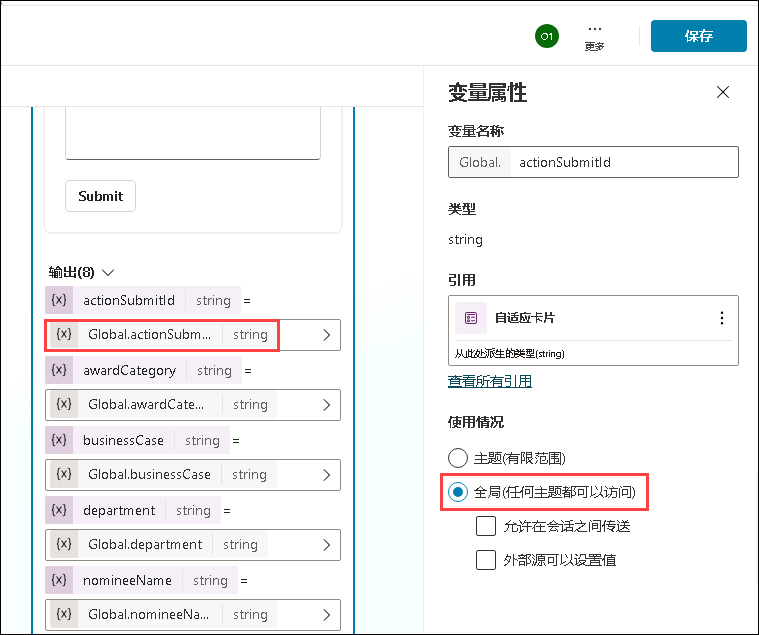 01
...
更多
保存
Submit
输出(8)
{x} actionSubmitId string =
{x} Global.actionSubm... string
{x} awardCategory string =
{x} Global.awardCate... string
{x} businessCase string =
{x} Global.businessCase string
{x} department string =
{x} Global.department string
{x} nomineeName string =
{x} Global.nomineeNa... string
变量属性
变量名称
Global. actionSubmitId
类型
string
引用
自适应卡片
从此处派生的类型(string)
查看所有引用
使用情况
主题(有限范围)
全局(任何主题都可以访问)
允许在会话之间传送
外部源可以设置值